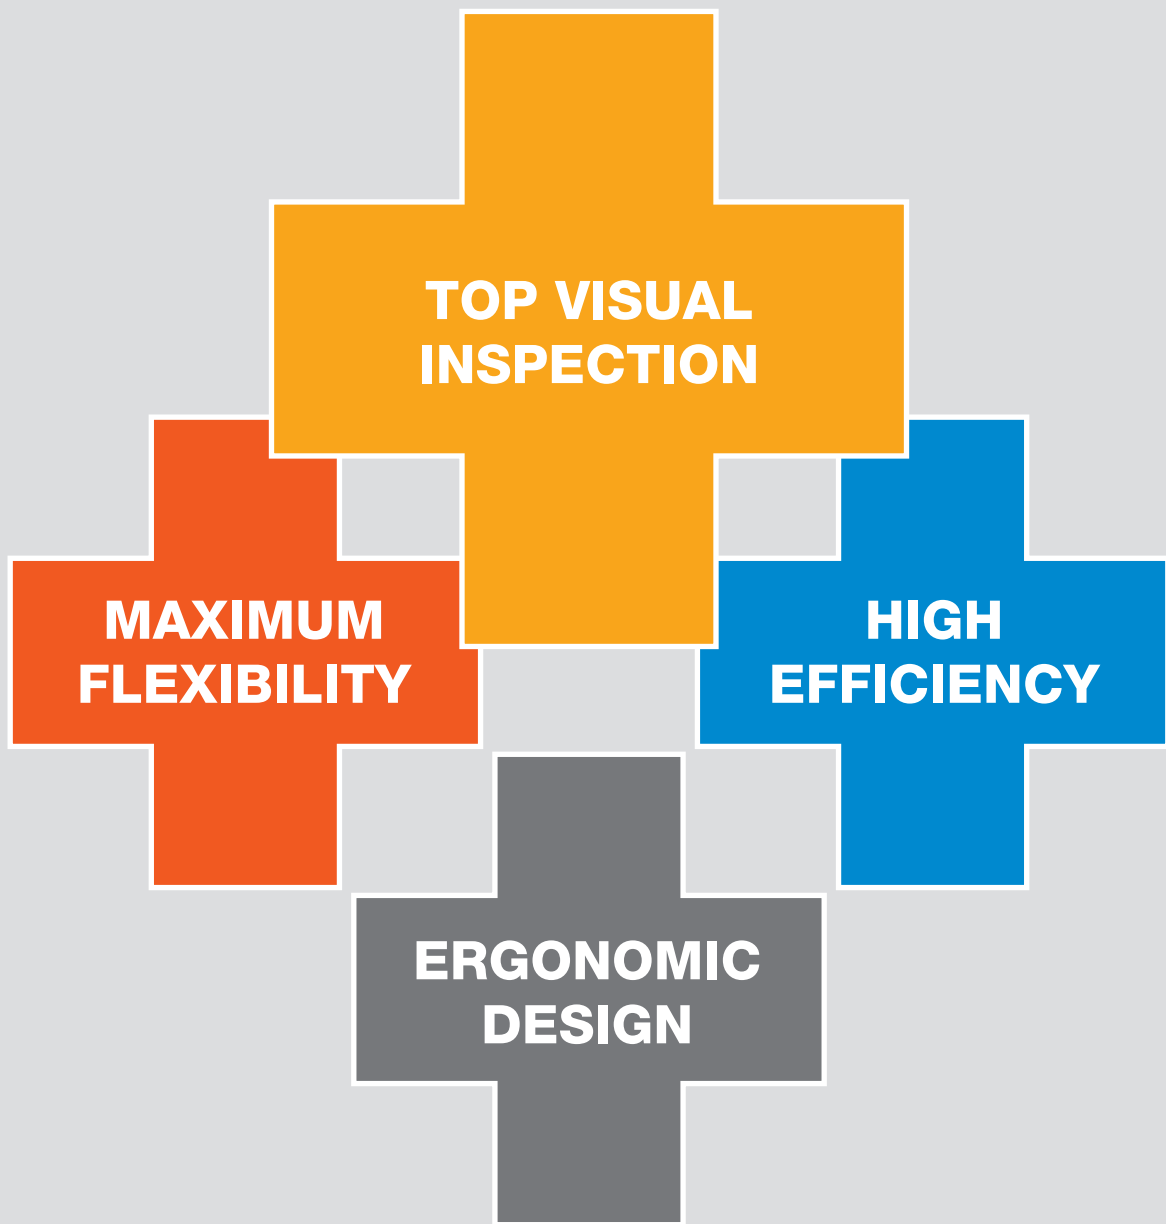 TOP VISUAL
INSPECTION
MAXIMUM
FLEXIBILITY
HIGH
EFFICIENCY
ERGONOMIC
DESIGN